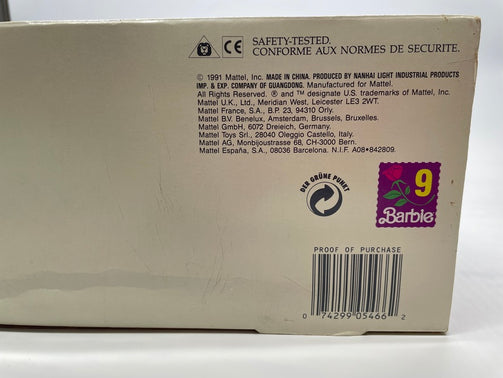 CE SAFETY-TESTED.
CONFORME AUX NORMES DE SECURITE.
© 1991 Mattel, Inc. MADE IN CHINA. PRODUCED BY NANHAI LIGHT INDUSTRIAL PRODUCTS
IMP. & EXP. COMPANY OF GUANGDONG. Manufactured for Mattel.
All Rights Reserved. ® and ™ designate U.S. trademarks of Mattel, Inc.
Mattel U.K., Ltd., Meridian West, Leicester LE3 2WT.
Mattel France, S.A., B.P. 23, 94310 Orly.
Mattel B.V. Benelux, Amsterdam, Brussels, Bruxelles.
Mattel GmbH, 6072 Dreieich, Germany.
Mattel Toys Srl., 28040 Oleggio Castello, Italy.
Mattel AG, Monbijoustrasse 68, CH-3000 Bern.
Mattel España, S.A., 08036 Barcelona. N.I.F. A08*842809.
DER GRÜNE PUNKT
9
Barbie
PROOF OF PURCHASE
0 74299 05466 2